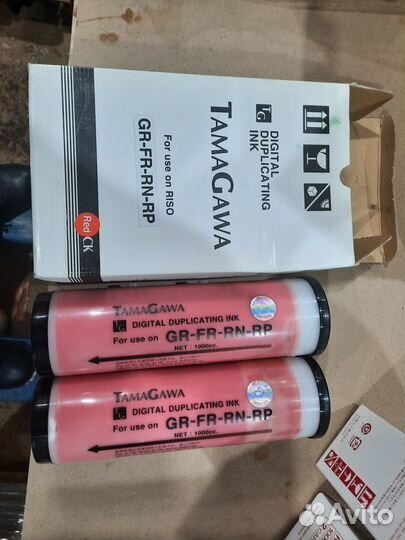 DIGITAL
DUPLICATING
INK
TAMAGAWA
For use on RISO
GR-FR-RN-RP
Red
CK
TAMAGAWA
DIGITAL DUPLICATING INK
For use on GR-FR-RN-RP
NET : 1000cc.
TAMAGAWA
DIGITAL DUPLICATING INK
For use on GR-FR-RN-RP
NET : 1000cc.
Avito